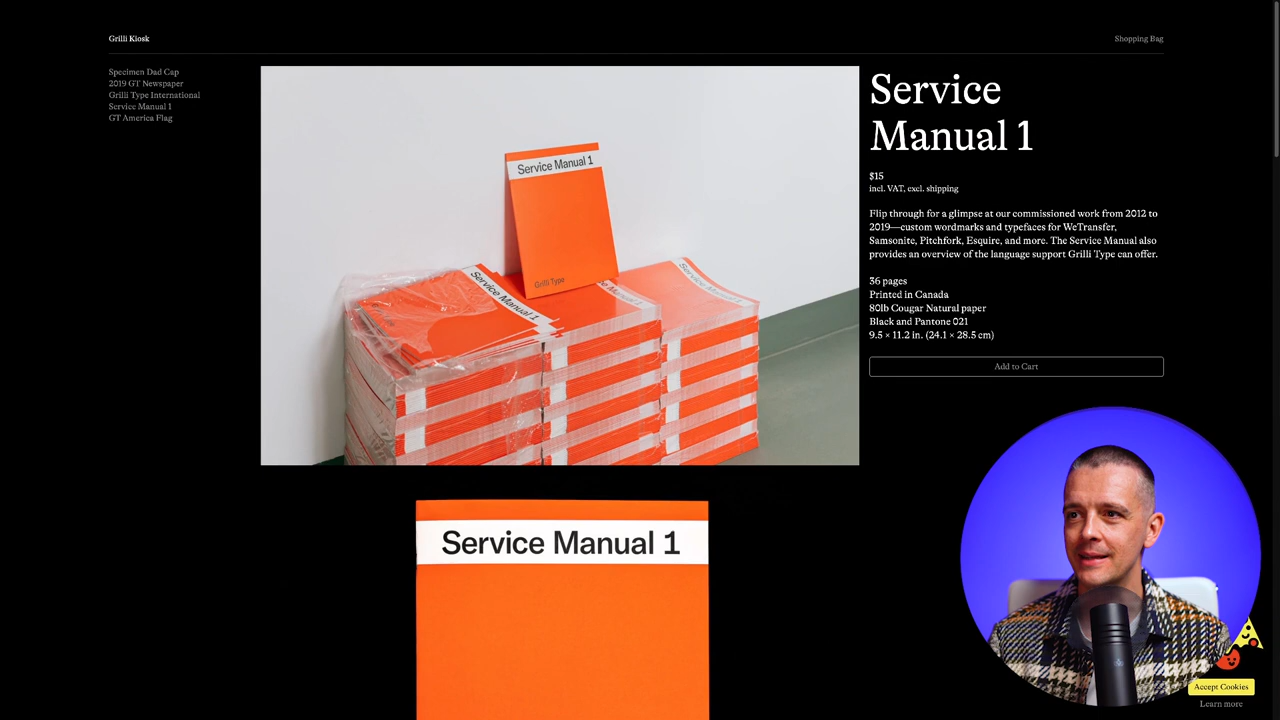 Grilli Kiosk
Shopping Bag
Specimen Dad Cap
2019 GT Newspaper
Grilli Type International
Service Manual 1
GT America Flag
Service Manual 1
Grilli Type
Service Manual 1
Service Manual 1
Service
Manual 1
$15
incl. VAT, excl. shipping
Flip through for a glimpse at our commissioned work from 2012 to
2019—custom wordmarks and typefaces for WeTransfer,
Samsonite, Pitchfork, Esquire, and more. The Service Manual also
provides an overview of the language support Grilli Type can offer.
36 pages
Printed in Canada
80lb Cougar Natural paper
Black and Pantone 021
9.5 × 11.2 in. (24.1 × 28.5 cm)
Add to Cart
Service Manual 1
Accept Cookies
Learn more